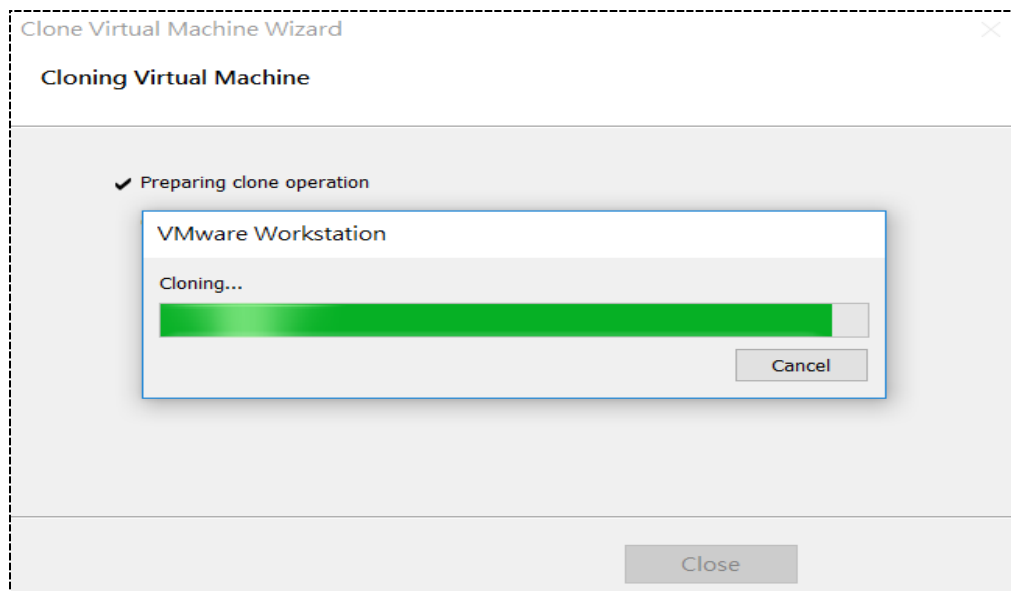 Clone Virtual Machine Wizard
Cloning Virtual Machine
Preparing clone operation
VMware Workstation
Cloning...
Cancel
Close